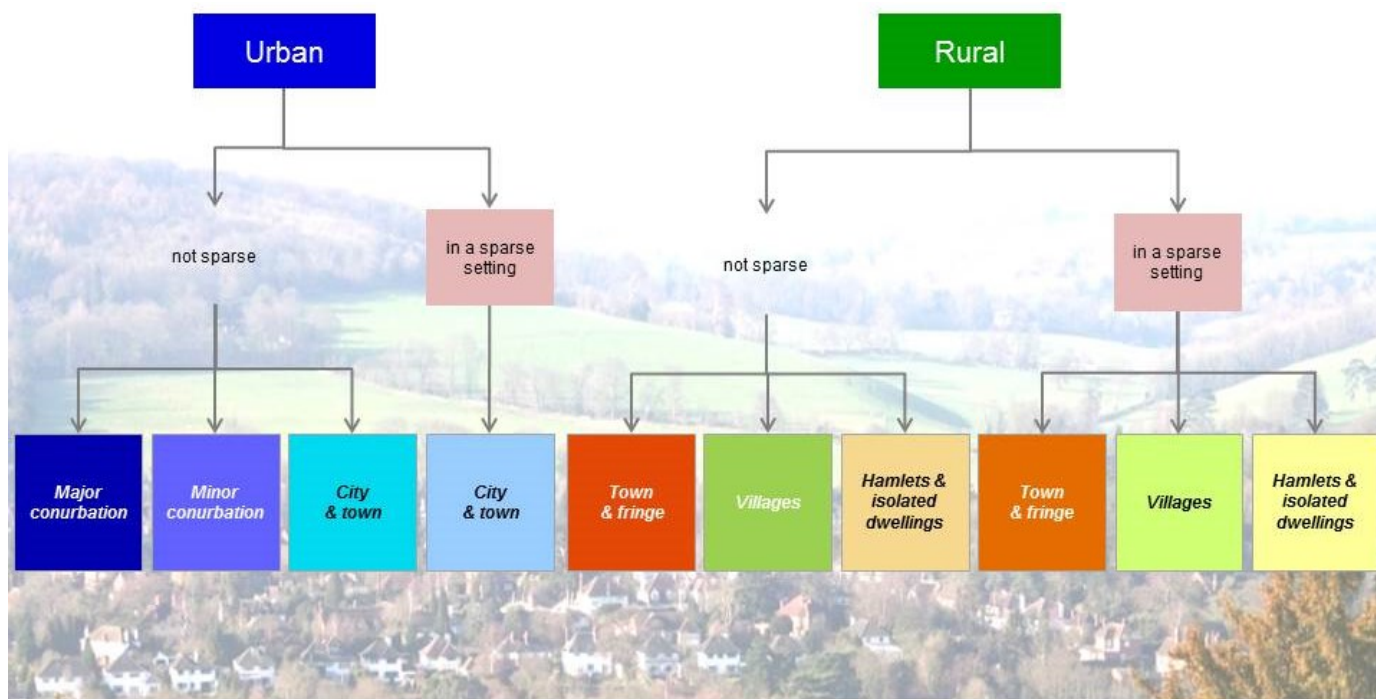 Urban
Rural
not sparse
in a sparse
setting
not sparse
in a sparse
setting
Major
conurbation
Minor
conurbation
City
& town
City
& town
Town
& fringe
Villages
Hamlets &
isolated
dwellings
Town
& fringe
Villages
Hamlets &
isolated
dwellings